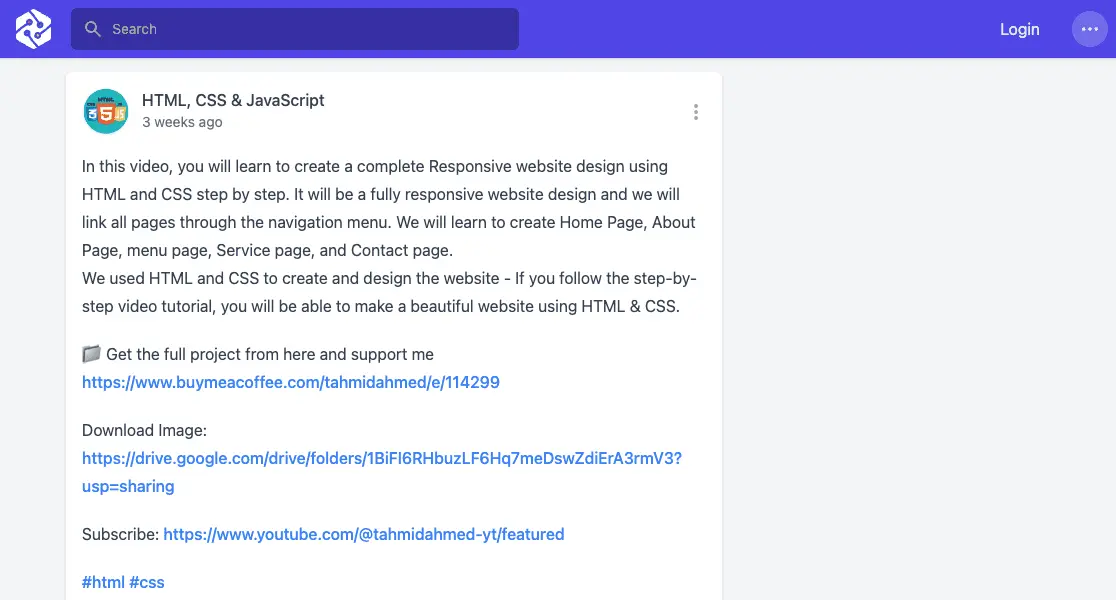 Search
Login
HTML, CSS & JavaScript
3 weeks ago
In this video, you will learn to create a complete Responsive website design using
HTML and CSS step by step. It will be a fully responsive website design and we will
link all pages through the navigation menu. We will learn to create Home Page, About
Page, menu page, Service page, and Contact page.
We used HTML and CSS to create and design the website - If you follow the step-by-
step video tutorial, you will be able to make a beautiful website using HTML & CSS.
📁 Get the full project from here and support me
https://www.buymeacoffee.com/tahmidahmed/e/114299
Download Image:
https://drive.google.com/drive/folders/1BiFl6RHbuzLF6Hq7meDswZdiErA3rmV3?
usp=sharing
Subscribe: https://www.youtube.com/@tahmidahmed-yt/featured
#html #css